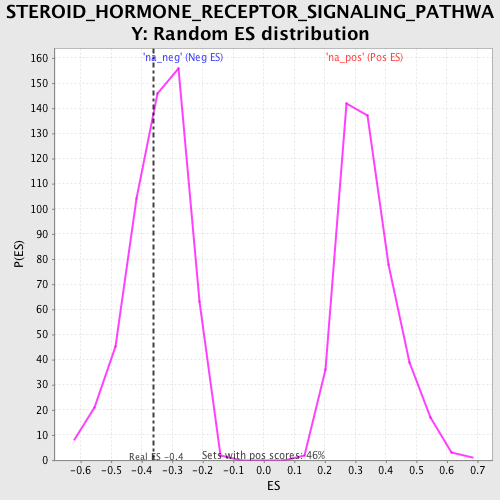 STEROID_HORMONE_RECEPTOR_SIGNALING_PATHWA
Y: Random ES distribution
'na_neg' (Neg ES)
'na_pos' (Pos ES)
160
150
140
130
120
110
100
90
80
70
60
50
40
30
20
10
0
P(ES)
Real ES -0.4
Sets with pos scores: 46%
-0.6 -0.5 -0.4 -0.3 -0.2 -0.1 0.0 0.1 0.2 0.3 0.4 0.5 0.6 0.7
ES